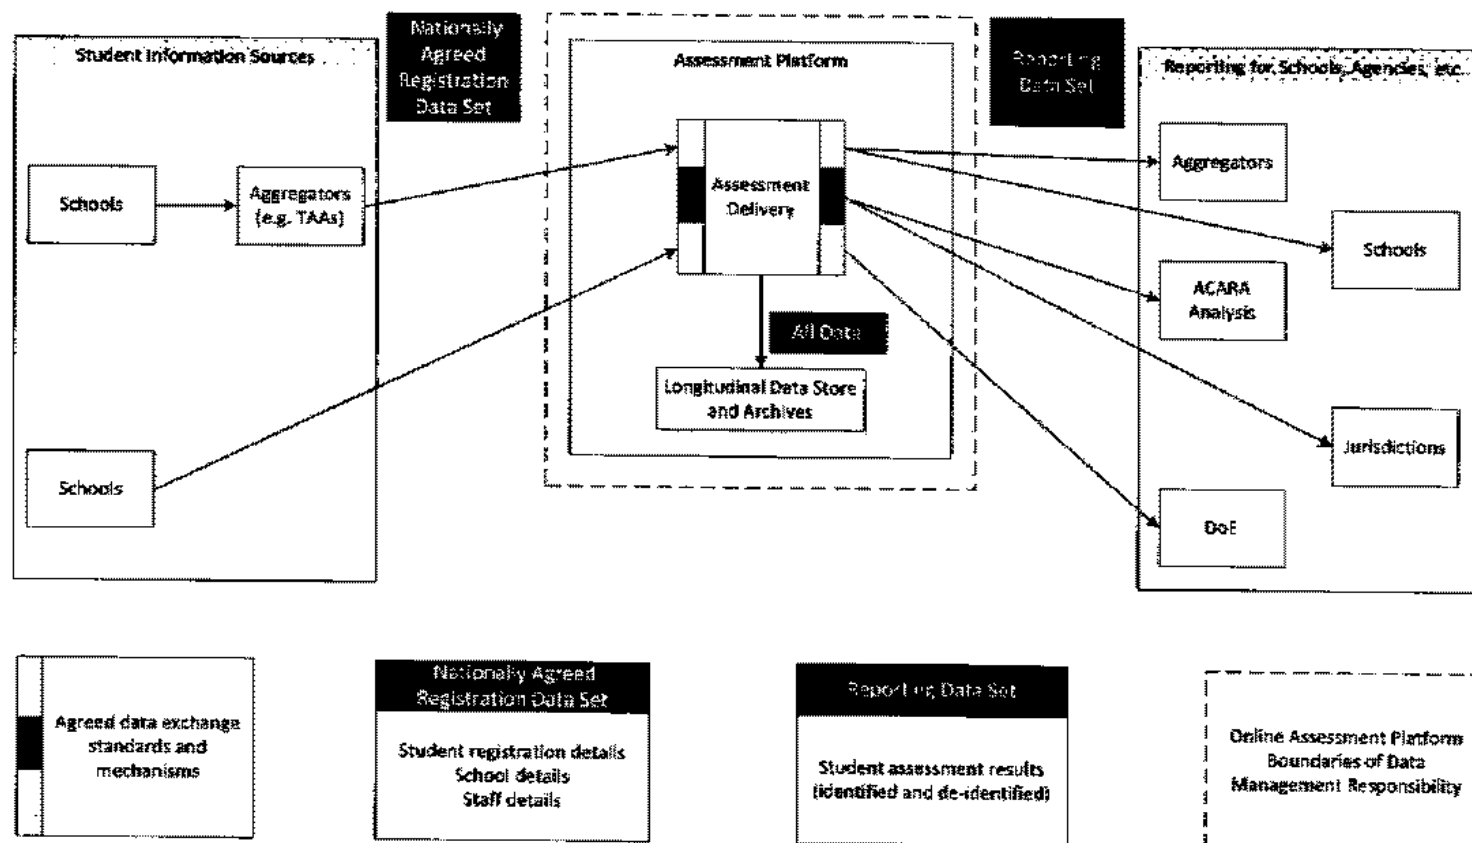 Student Information Sources
Nationally
Agreed
Registration
Data Set
Assessment Platform
Reporting
Data Set
Reporting for Schools, Agencies, etc.
Schools
Aggregators
(e.g. TAAs)
Assessment
Delivery
Aggregators
Schools
ACARA
Analysis
All Data
Longitudinal Data Store
and Archives
Schools
Jurisdictions
DoE
Agreed data exchange
standards and
mechanisms
Nationally Agreed
Registration Data Set
Student registration details
School details
Staff details
Reporting Data Set
Student assessment results
(identified and de-identified)
Online Assessment Platform
Boundaries of Data
Management Responsibility